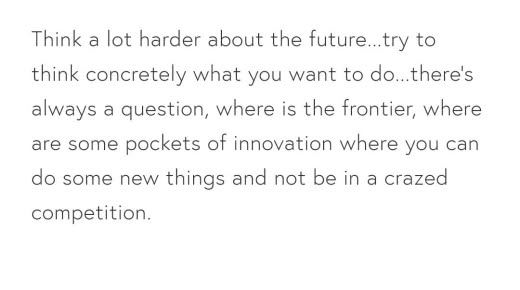 Think a lot harder about the future...try to
think concretely what you want to do...there's
always a question, where is the frontier, where
are some pockets of innovation where you can
do some new things and not be in a crazed
competition.